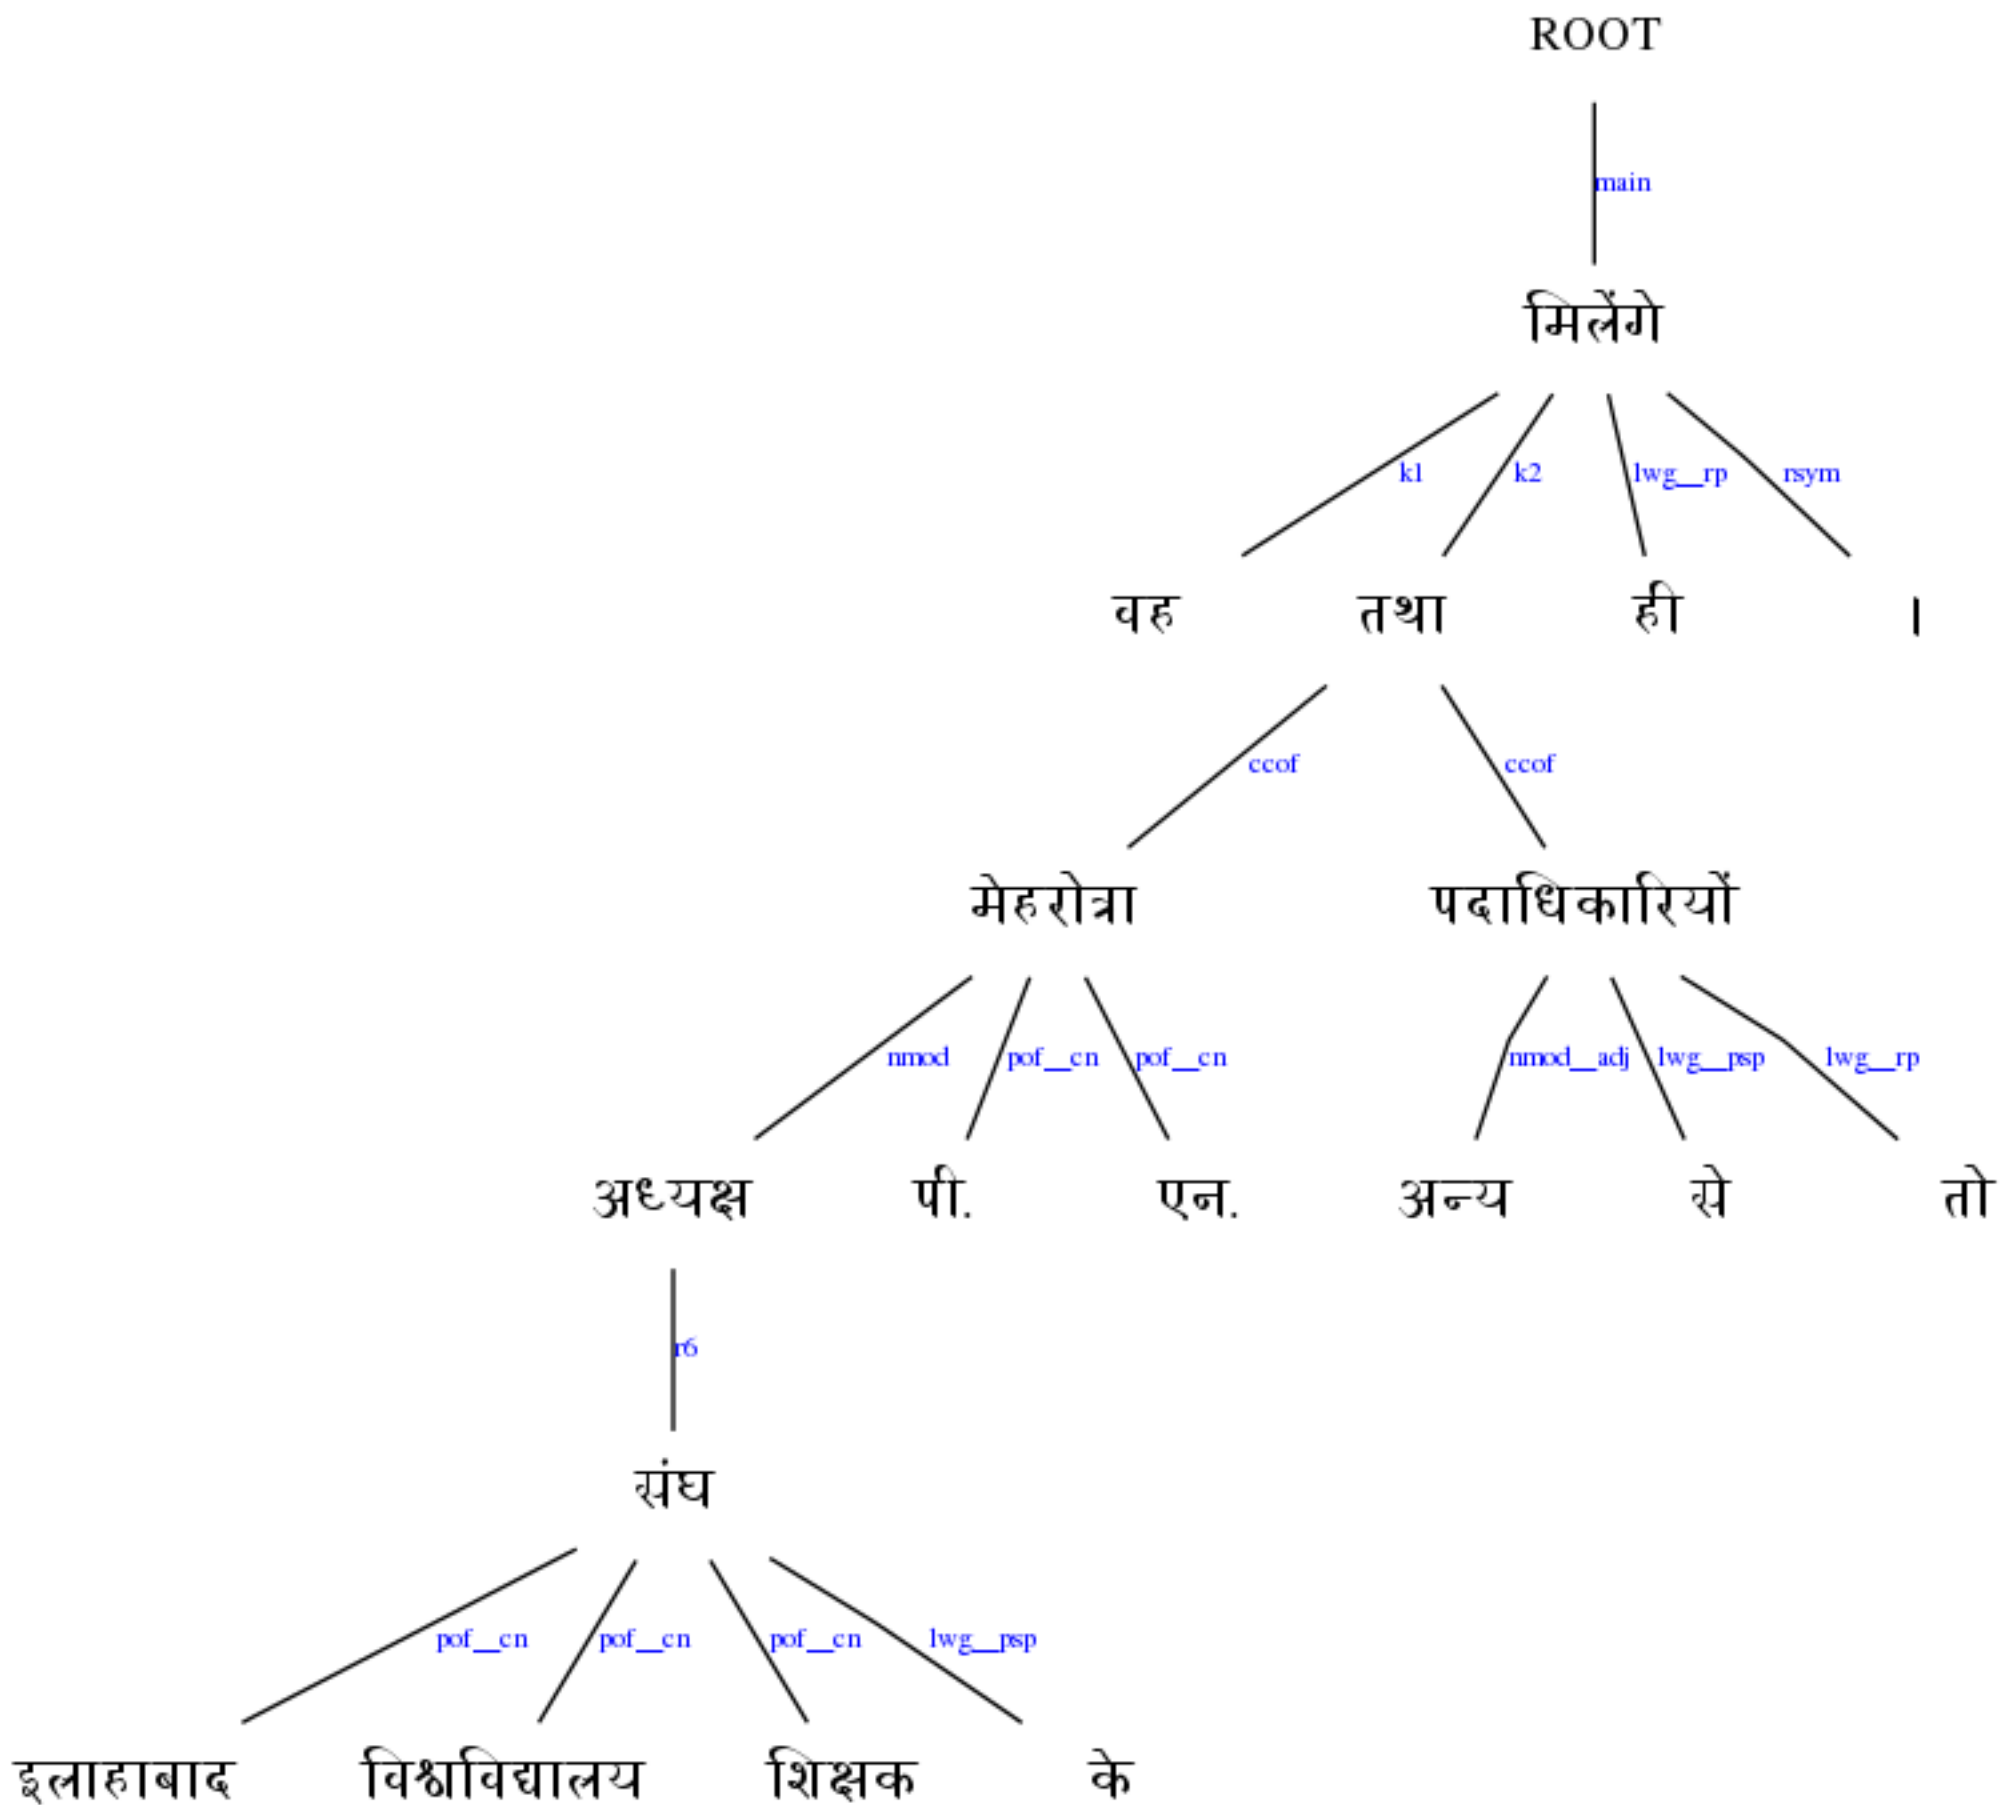 ROOT
main
मिलेंगे
k1 k2 lwg__rp rsym
वह तथा ही ।
ccof ccof
मेहरोत्रा पदाधिकारियों
nmod pof__cn pof__cn nmod__adj lwg__psp lwg__rp
अध्यक्ष पी. एन. अन्य से तो
r6
संघ
pof__cn pof__cn pof__cn lwg__psp
इलाहाबाद विश्वविद्यालय शिक्षक के